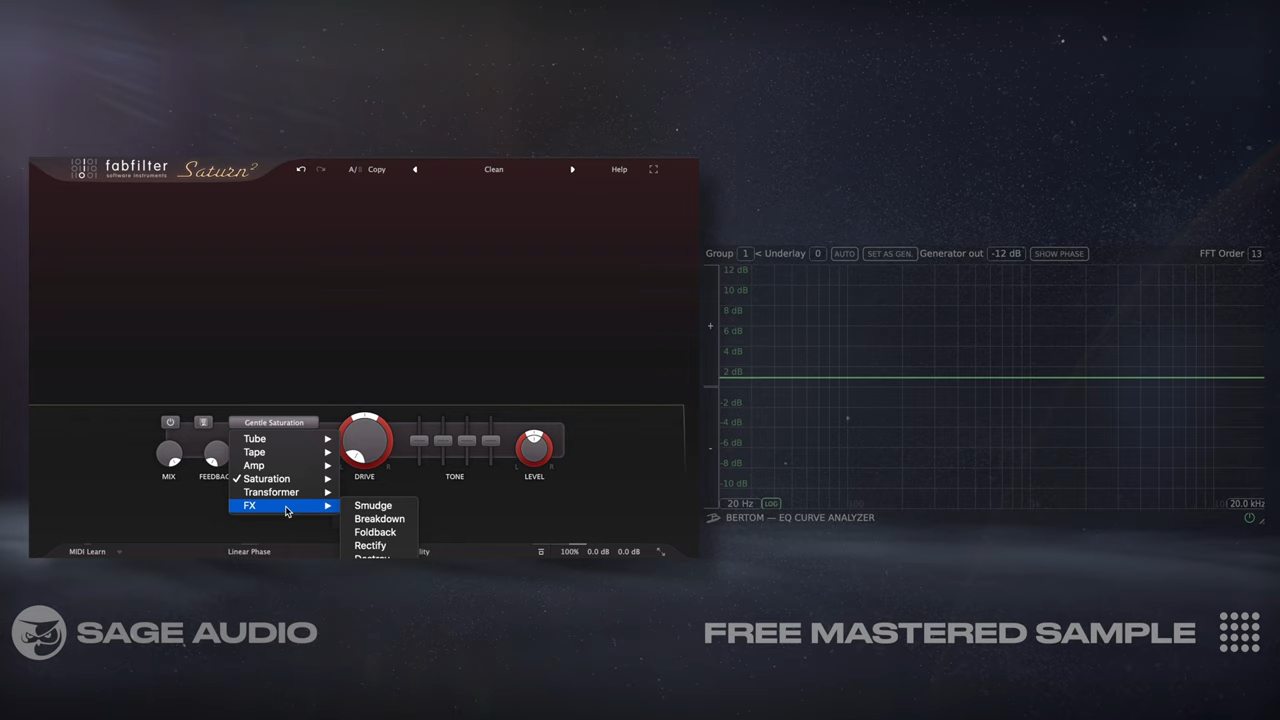 fabfilter
software instruments
Saturn 2
A/B Copy
Clean
Help
Group 1 < Underlay 0 AUTO SET AS GEN. Generator out -12 dB SHOW PHASE FFT Order 13
12 dB
10 dB
8 dB
6 dB
4 dB
2 dB
-2 dB
-4 dB
-6 dB
-8 dB
-10 dB
+
-
20 Hz LOG 100 20.0 kHz
BERTOM — EQ CURVE ANALYZER
Gentle Saturation
Tube
Tape
Amp
✓ Saturation
Transformer
FX
Smudge
Breakdown
Foldback
Rectify
MIX
DRIVE
L R
TONE
LEVEL
L R
MIDI Learn
Linear Phase
100% 0.0 dB 0.0 dB
SAGE AUDIO
FREE MASTERED SAMPLE